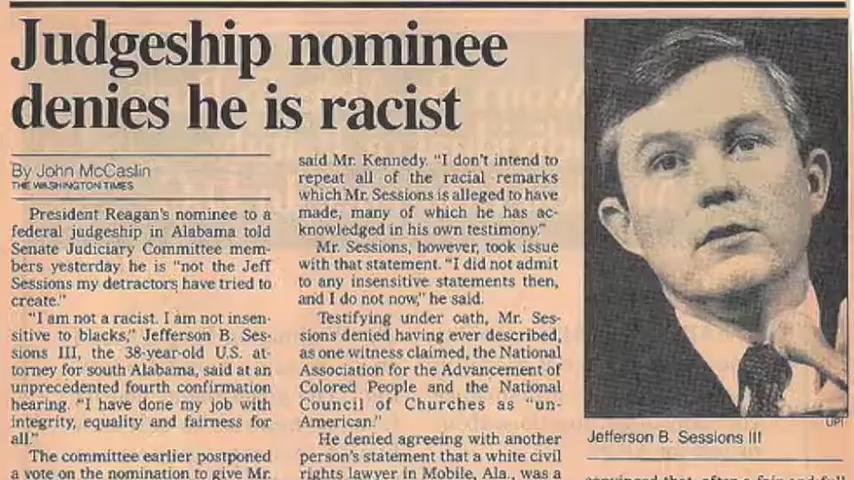 Judgeship nominee
denies he is racist
By John McCaslin
THE WASHINGTON TIMES
President Reagan's nominee to a
federal judgeship in Alabama told
Senate Judiciary Committee mem-
bers yesterday he is "not the Jeff
Sessions my detractors have tried to
create."
"I am not a racist. I am not insen-
sitive to blacks," Jefferson B. Ses-
sions III, the 38-year-old U.S. at-
torney for south Alabama, said at an
unprecedented fourth confirmation
hearing. "I have done my job with
integrity, equality and fairness for
all."
The committee earlier postponed
a vote on the nomination to give Mr.
said Mr. Kennedy. "I don't intend to
repeat all of the racial remarks
which Mr. Sessions is alleged to have
made, many of which he has ac-
knowledged in his own testimony."
Mr. Sessions, however, took issue
with that statement. "I did not admit
to any insensitive statements then,
and I do not now," he said.
Testifying under oath, Mr. Ses-
sions denied having ever described,
as one witness claimed, the National
Association for the Advancement of
Colored People and the National
Council of Churches as "un-
American."
He denied agreeing with another
person's statement that a white civil
rights lawyer in Mobile, Ala., was a
UPI
Jefferson B. Sessions III
convinced that, after a fair and full